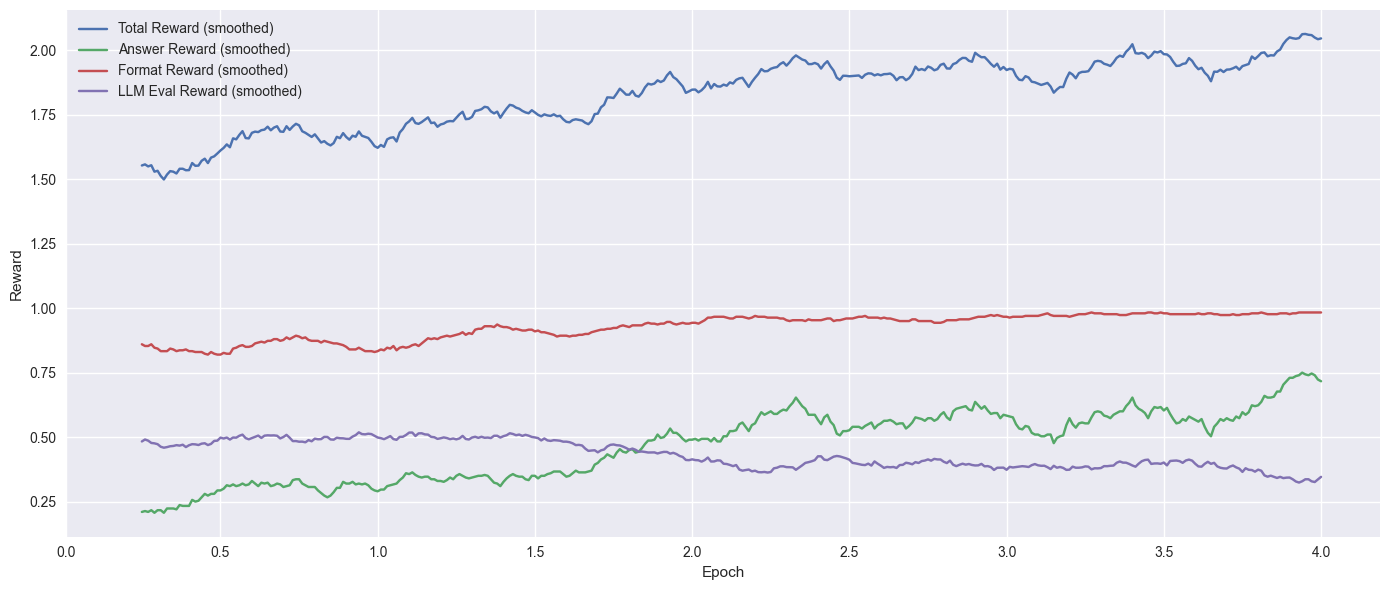 Total Reward (smoothed)
Answer Reward (smoothed)
Format Reward (smoothed)
LLM Eval Reward (smoothed)
2.00
1.75
1.50
1.25
1.00
0.75
0.50
0.25
Reward
0.0 0.5 1.0 1.5 2.0 2.5 3.0 3.5 4.0
Epoch